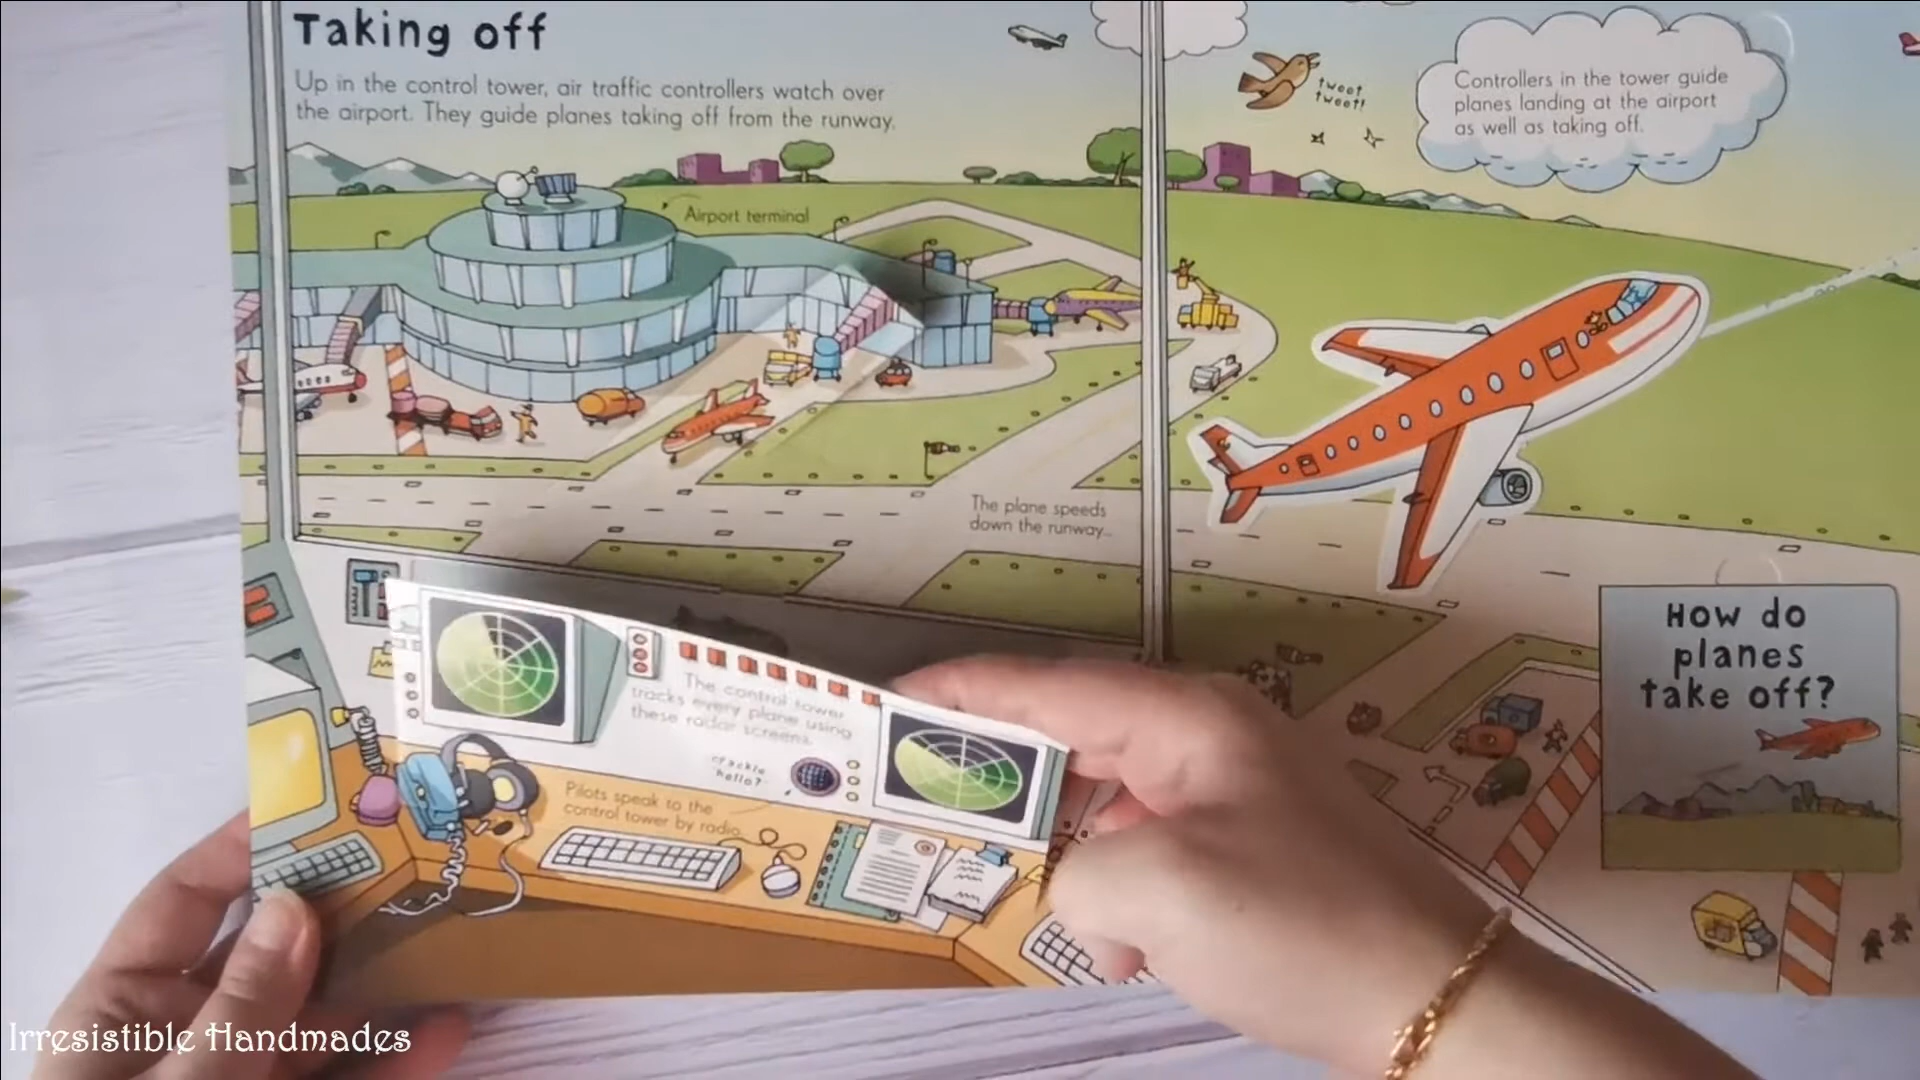 Taking off
Up in the control tower, air traffic controllers watch over
the airport. They guide planes taking off from the runway.
tweet
tweet!
Controllers in the tower guide
planes landing at the airport
as well as taking off.
Airport terminal
The plane speeds
down the runway...
How do
planes
take off?
The control tower
tracks every plane using
these radar screens.
crackle
"hello?"
Pilots speak to the
control tower by radio.
Irresistible Handmades